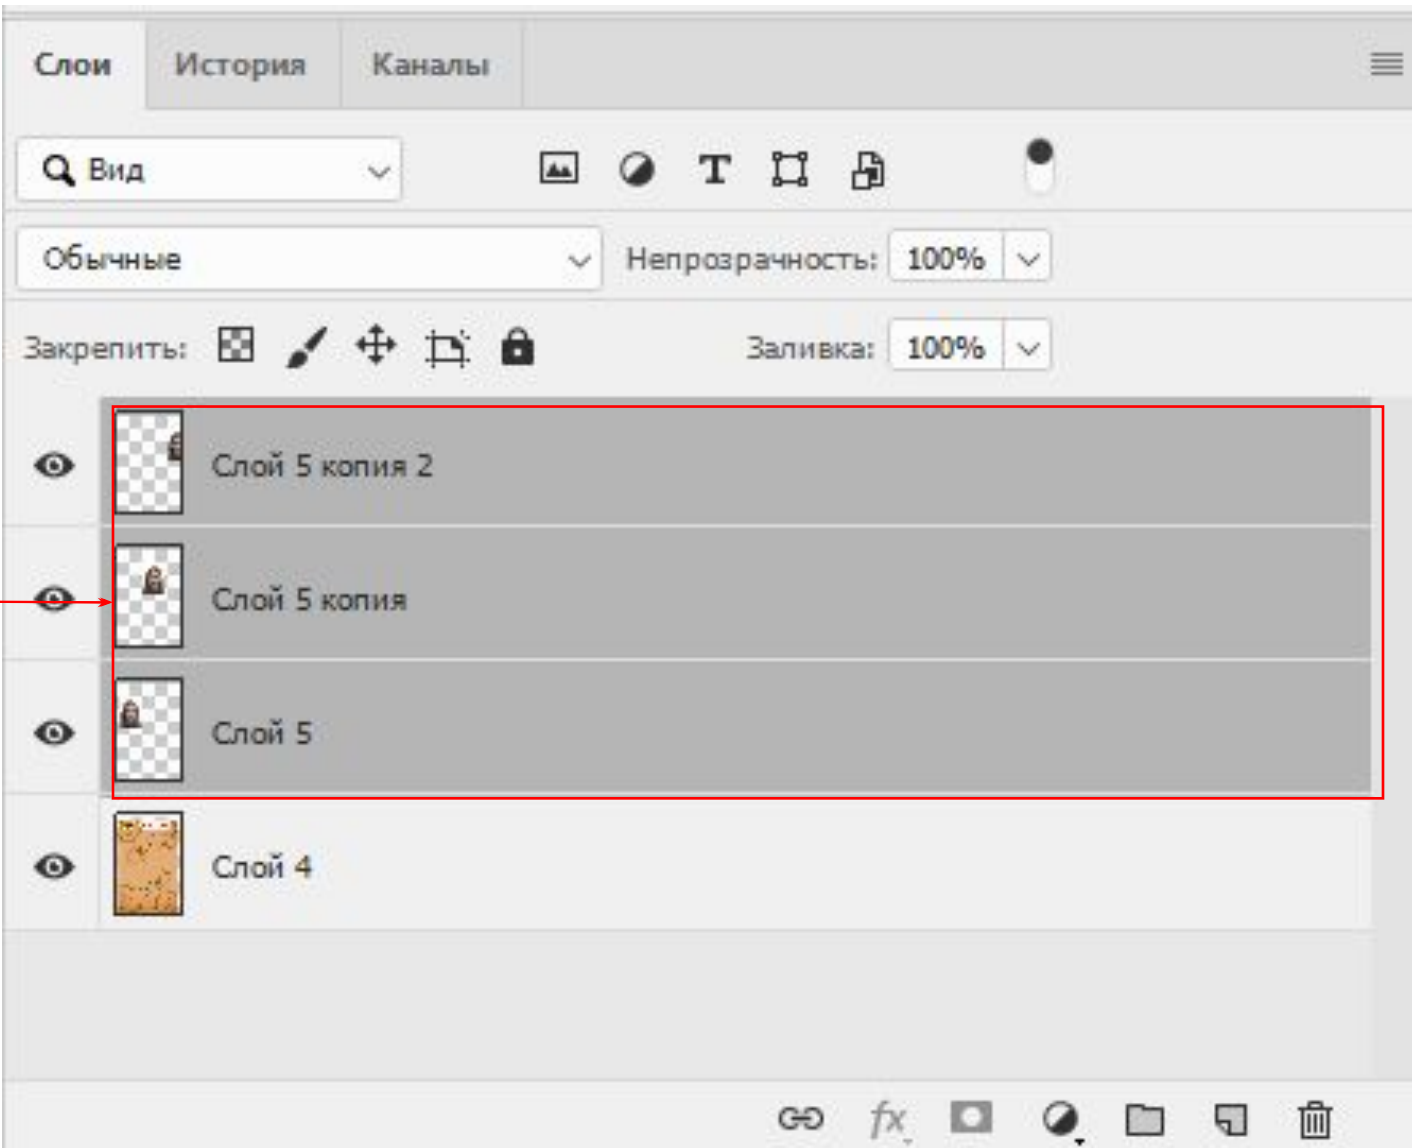 Слои История Каналы
Вид
Обычные Непрозрачность: 100%
Закрепить: Заливка: 100%
Слой 5 копия 2
Слой 5 копия
Слой 5
Слой 4
fx